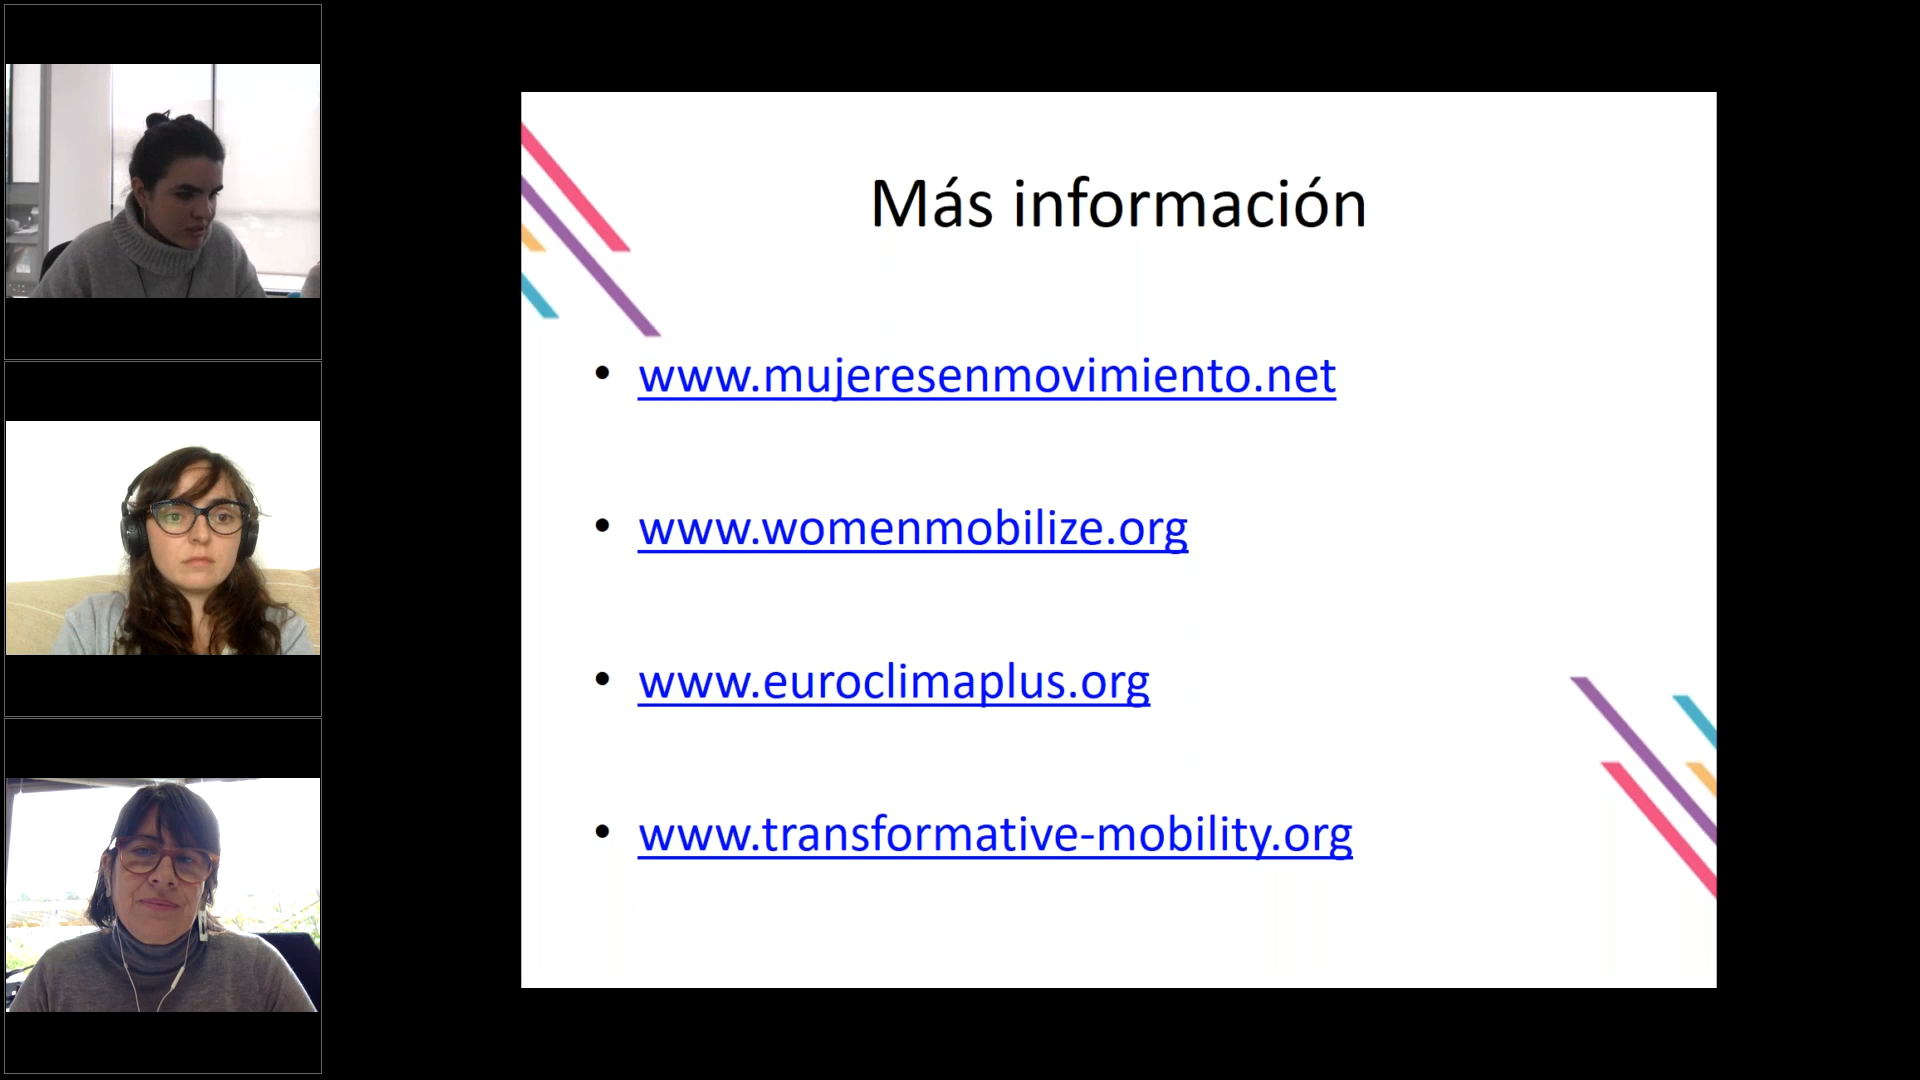 Más información
• www.mujeresenmovimiento.net
• www.womenmobilize.org
• www.euroclimaplus.org
• www.transformative-mobility.org